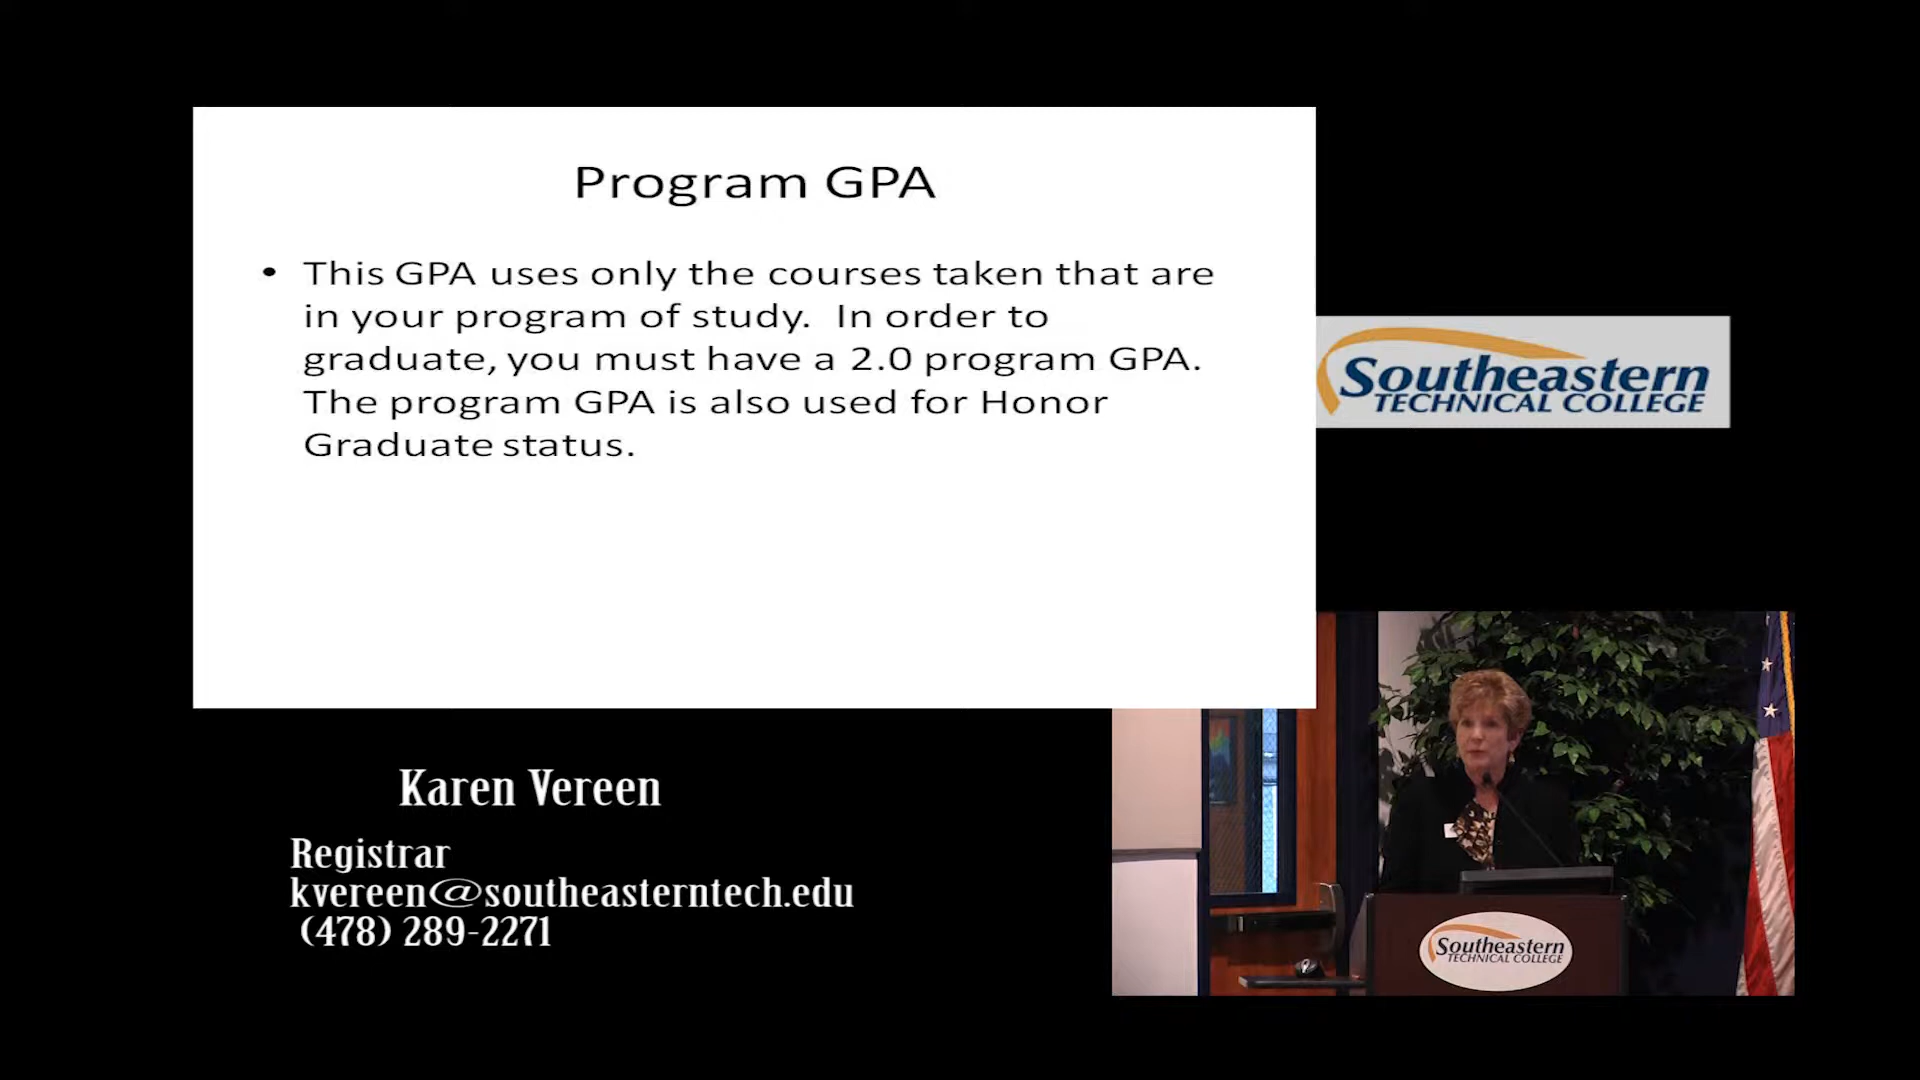 Program GPA
• This GPA uses only the courses taken that are
in your program of study.  In order to
graduate, you must have a 2.0 program GPA.
The program GPA is also used for Honor
Graduate status.
Southeastern
TECHNICAL COLLEGE
Karen Vereen
Registrar
kvereen@southeasterntech.edu
(478) 289-2271
Southeastern
TECHNICAL COLLEGE